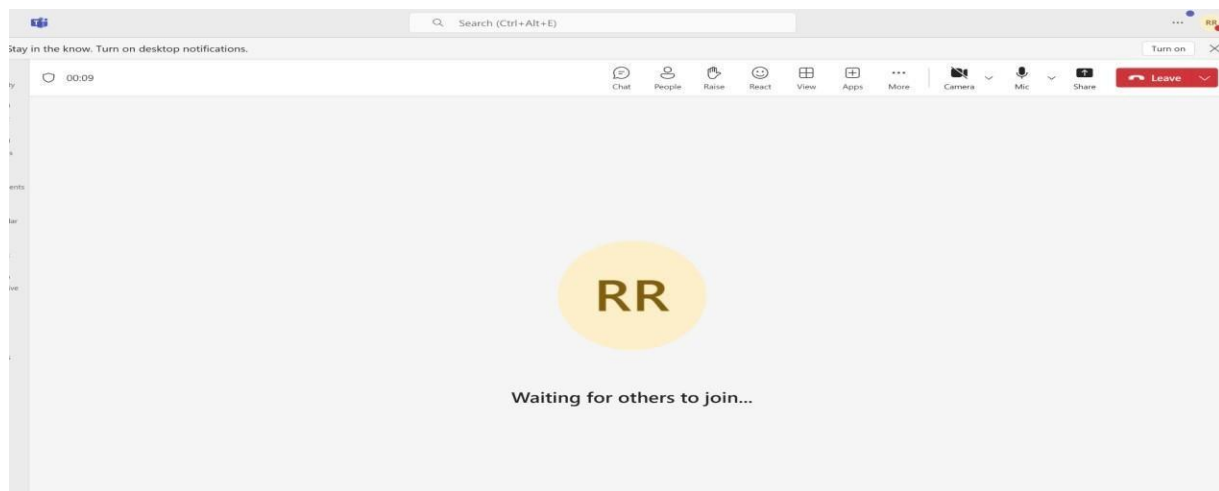 Search (Ctrl+Alt+E)
RR
Stay in the know. Turn on desktop notifications.
Turn on
00:09
Chat People Raise React View Apps More Camera Mic Share Leave
RR
Waiting for others to join...